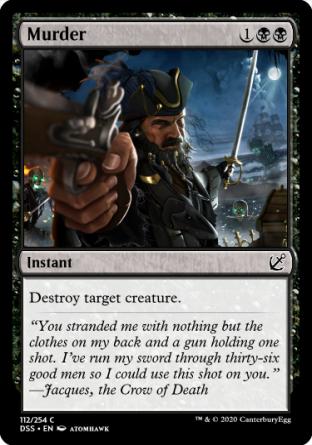 Murder 1
Instant
Destroy target creature.
“You stranded me with nothing but the
clothes on my back and a gun holding one
shot. I’ve run my sword through thirty-six
good men so I could use this shot on you.”
—Jacques, the Crow of Death
112/254 C
DSS • EN ATOMHAWK
™ & © 2020 CanterburyEgg